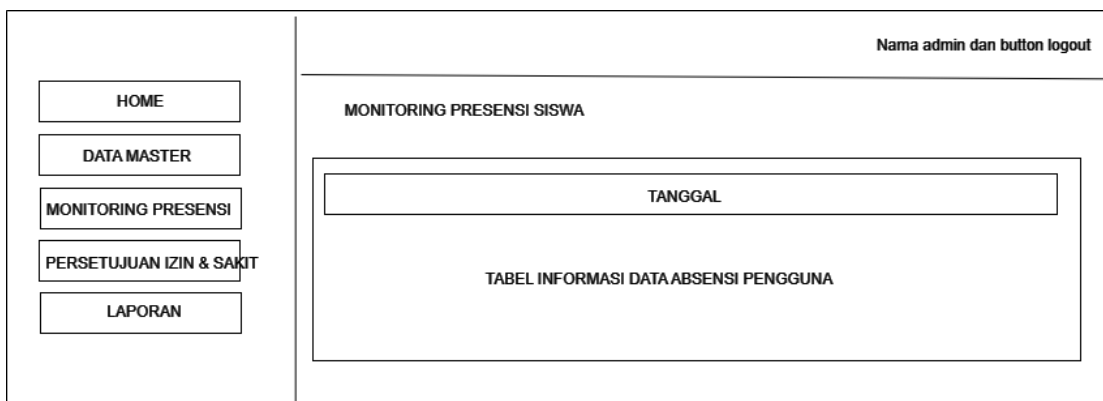 Nama admin dan button logout
HOME
DATA MASTER
MONITORING PRESENSI
PERSETUJUAN IZIN & SAKIT
LAPORAN
MONITORING PRESENSI SISWA
TANGGAL
TABEL INFORMASI DATA ABSENSI PENGGUNA